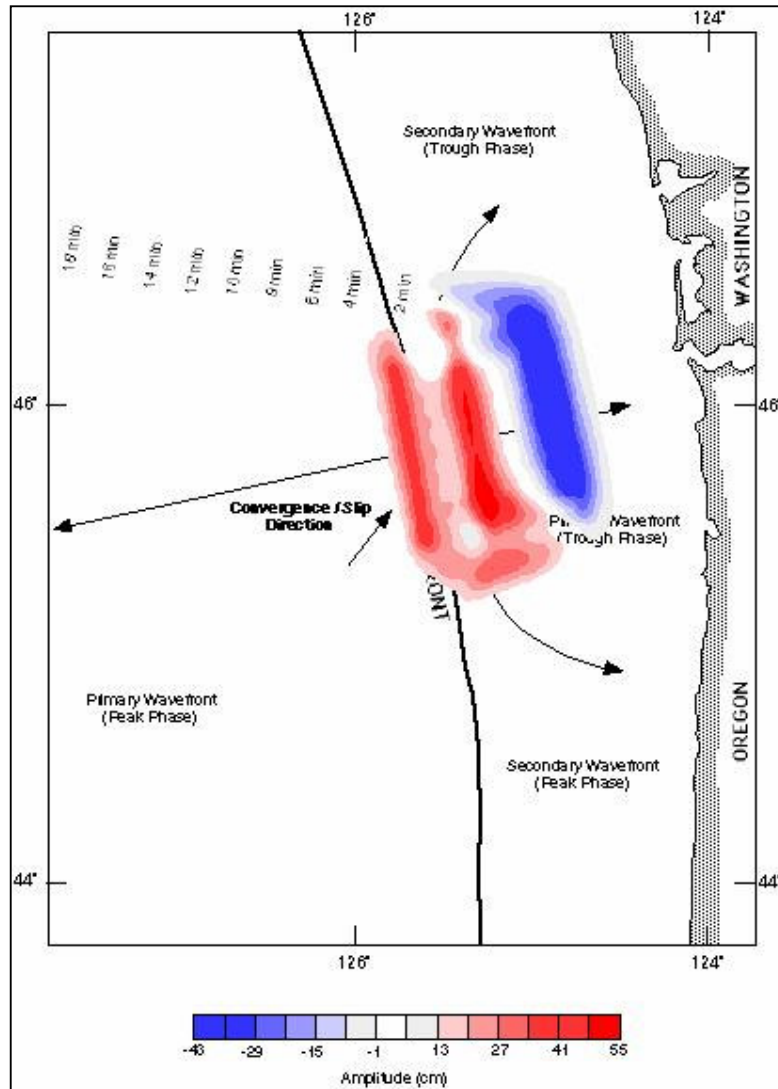 126°
124°
Secondary Wavefront
(Trough Phase)
WASHINGTON
18 min
16 min
14 min
12 min
10 min
8 min
6 min
4 min
2 min
46°
46°
Convergence / Slip
Direction
Wavefront
(Trough Phase)
ONT
Primary Wavefront
(Peak Phase)
Secondary Wavefront
(Peak Phase)
OREGON
44°
44°
126°
124°
-43
-29
-15
-1
13
27
41
55
Amplitude (cm)